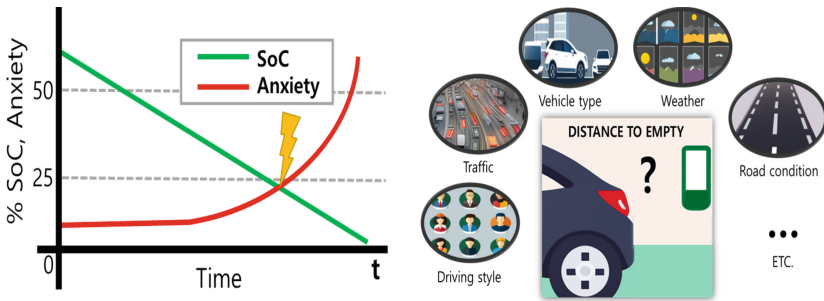 % SoC, Anxiety
50
25
0
SoC
Anxiety
Time
t
Vehicle type
Weather
Traffic
Road condition
Driving style
DISTANCE TO EMPTY
?
•••
ETC.